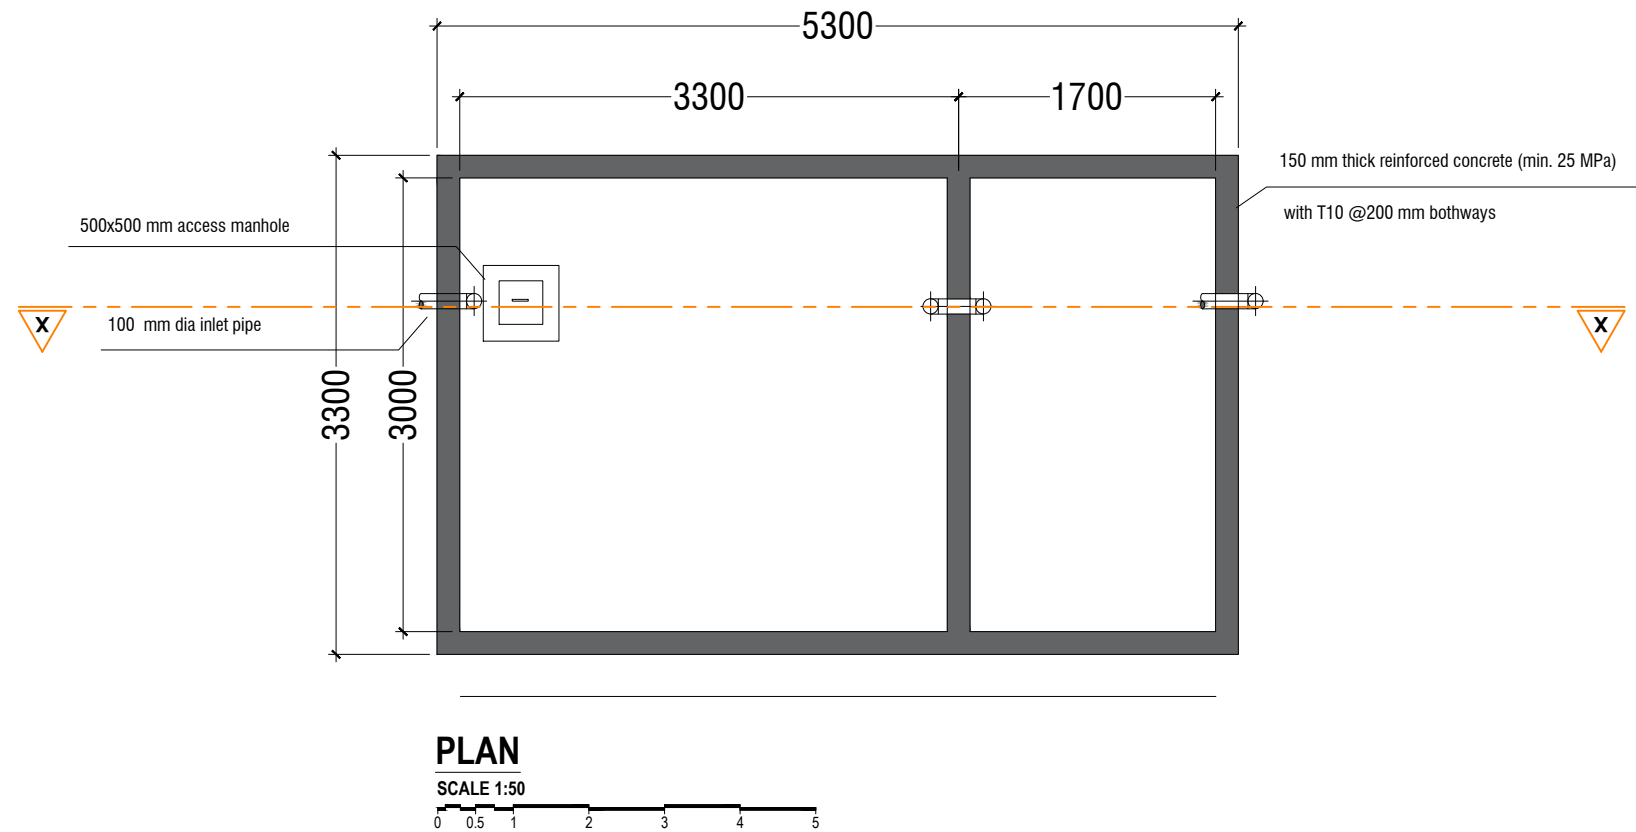 5300
3300
1700
150 mm thick reinforced concrete (min. 25 MPa)
with T10 @200 mm bothways
500x500 mm access manhole
100 mm dia inlet pipe
X
X
3300
3000
PLAN
SCALE 1:50
0 0.5 1 2 3 4 5